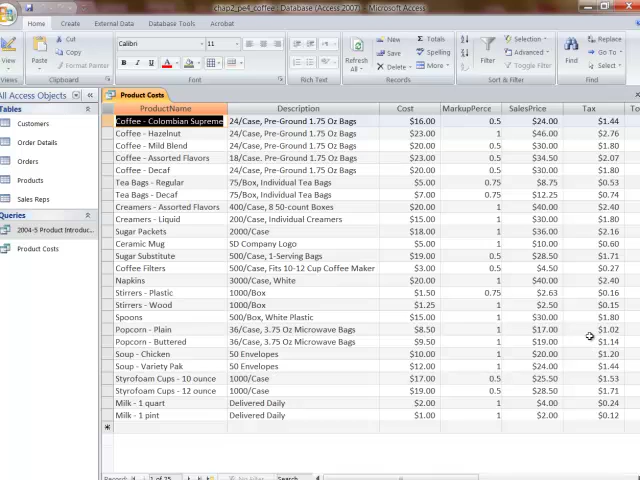 chap2_pe4_coffee : Database (Access 2007) - Microsoft Access
Home Create External Data Database Tools Acrobat
View Paste Cut Copy Format Painter
Calibri 11
B I U
Refresh All New Save Delete Totals Spelling More
Filter Selection Advanced Toggle Filter
Find Replace Go To Select
Views Clipboard Font Rich Text Records Sort & Filter Find
All Access Objects «
Tables
Customers
Order Details
Orders
Products
Sales Reps
Queries
2004-5 Product Introduc...
Product Costs
Product Costs
ProductName Description Cost MarkupPerce SalesPrice Tax To
Coffee - Colombian Supreme 24/Case, Pre-Ground 1.75 Oz Bags $16.00 0.5 $24.00 $1.44
Coffee - Hazelnut 24/Case, Pre-Ground 1.75 Oz Bags $23.00 1 $46.00 $2.76
Coffee - Mild Blend 24/Case, Pre-Ground 1.75 Oz Bags $20.00 0.5 $30.00 $1.80
Coffee - Assorted Flavors 18/Case. Pre-Ground 1.75 Oz Bags $23.00 0.5 $34.50 $2.07
Coffee - Decaf 24/Case, Pre-Ground 1.75 Oz Bags $20.00 0.5 $30.00 $1.80
Tea Bags - Regular 75/Box, Individual Tea Bags $5.00 0.75 $8.75 $0.53
Tea Bags - Decaf 75/Box, Individual Tea Bags $7.00 0.75 $12.25 $0.74
Creamers - Assorted Flavors 400/Case, 8 50-count Boxes $20.00 1 $40.00 $2.40
Creamers - Liquid 200/Case, Individual Creamers $15.00 1 $30.00 $1.80
Sugar Packets 2000/Case $18.00 1 $36.00 $2.16
Ceramic Mug SD Company Logo $5.00 1 $10.00 $0.60
Sugar Substitute 500/Case, 1-Serving Bags $19.00 0.5 $28.50 $1.71
Coffee Filters 500/Case, Fits 10-12 Cup Coffee Maker $3.00 0.5 $4.50 $0.27
Napkins 3000/Case, White $20.00 1 $40.00 $2.40
Stirrers - Plastic 1000/Box $1.50 0.75 $2.63 $0.16
Stirrers - Wood 1000/Box $1.25 1 $2.50 $0.15
Spoons 500/Box, White Plastic $15.00 1 $30.00 $1.80
Popcorn - Plain 36/Case, 3.75 Oz Microwave Bags $8.50 1 $17.00 $1.02
Popcorn - Buttered 36/Case, 3.75 Oz Microwave Bags $9.50 1 $19.00 $1.14
Soup - Chicken 50 Envelopes $10.00 1 $20.00 $1.20
Soup - Variety Pak 50 Envelopes $12.00 1 $24.00 $1.44
Styrofoam Cups - 10 ounce 1000/Case $17.00 0.5 $25.50 $1.53
Styrofoam Cups - 12 ounce 1000/Case $19.00 0.5 $28.50 $1.71
Milk - 1 quart Delivered Daily $2.00 1 $4.00 $0.24
Milk - 1 pint Delivered Daily $1.00 1 $2.00 $0.12
Record: 1 of 25 No Filter Search